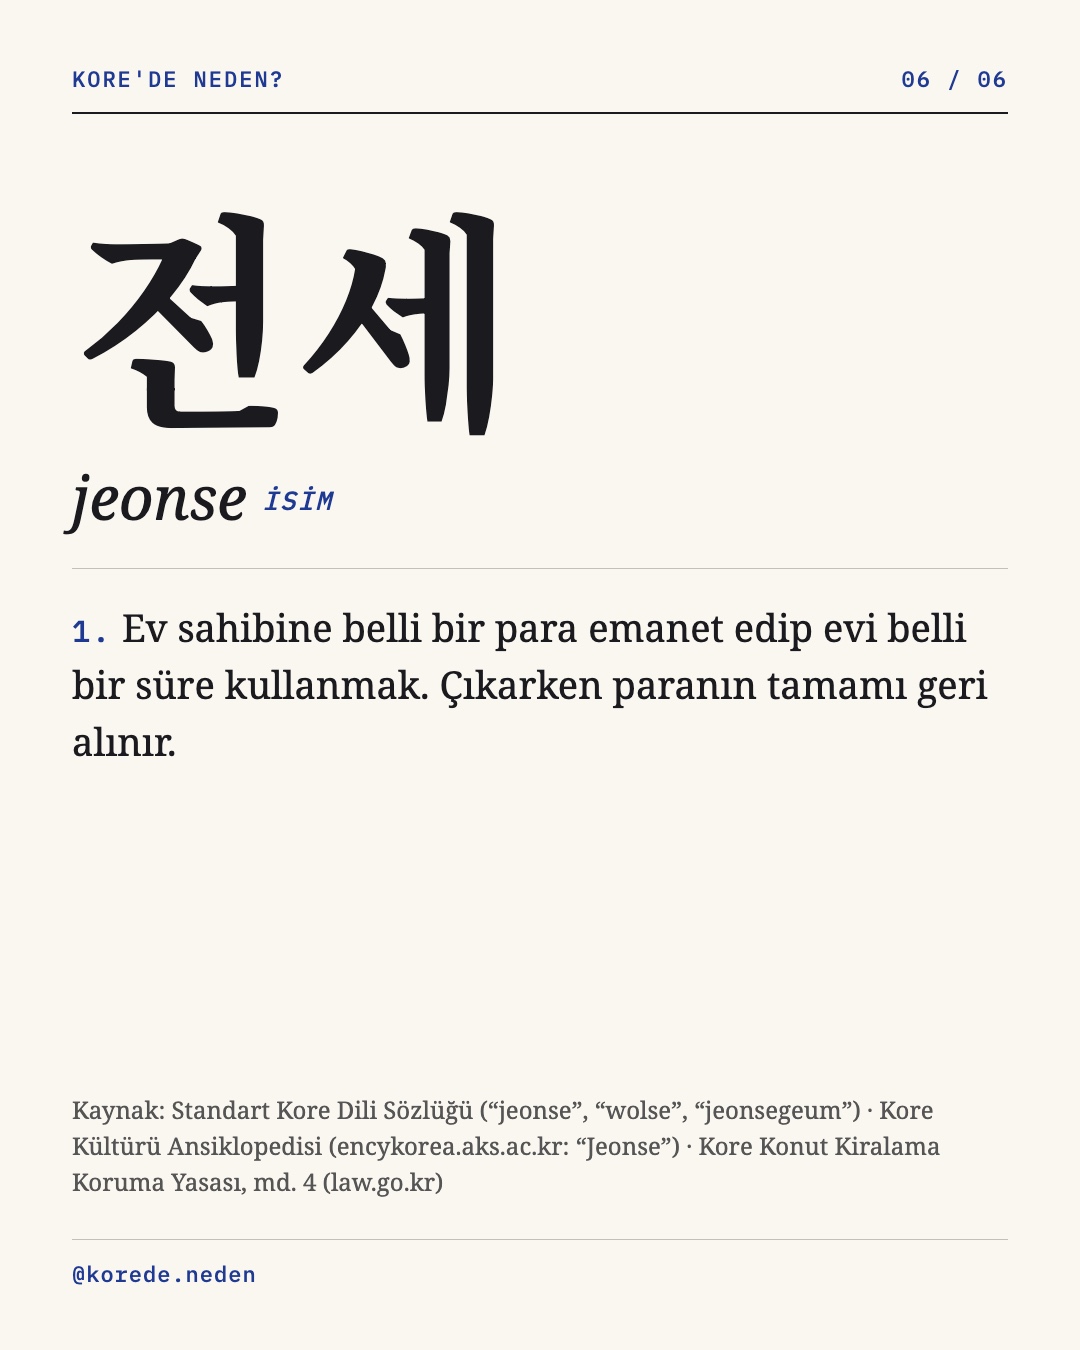 KORE'DE NEDEN?
06 / 06
전세
jeonse İSİM
1. Ev sahibine belli bir para emanet edip evi belli
bir süre kullanmak. Çıkarken paranın tamamı geri
alınır.
Kaynak: Standart Kore Dili Sözlüğü (“jeonse”, “wolse”, “jeonsegeum”) · Kore
Kültürü Ansiklopedisi (encykorea.aks.ac.kr: “Jeonse”) · Kore Konut Kiralama
Koruma Yasası, md. 4 (law.go.kr)
@korede.neden